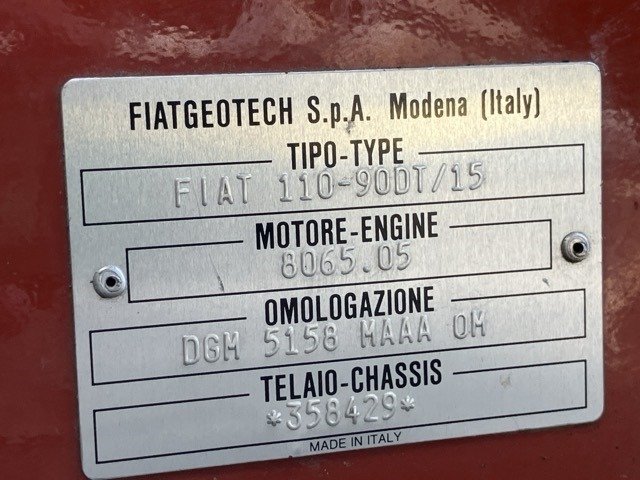 FIATGEOTECH S.p.A. Modena (Italy)
TIPO-TYPE
FIAT 110-90DT/15
MOTORE-ENGINE
8065.05
OMOLOGAZIONE
DGM 5158 MAAA OM
TELAIO-CHASSIS
*358429*
MADE IN ITALY